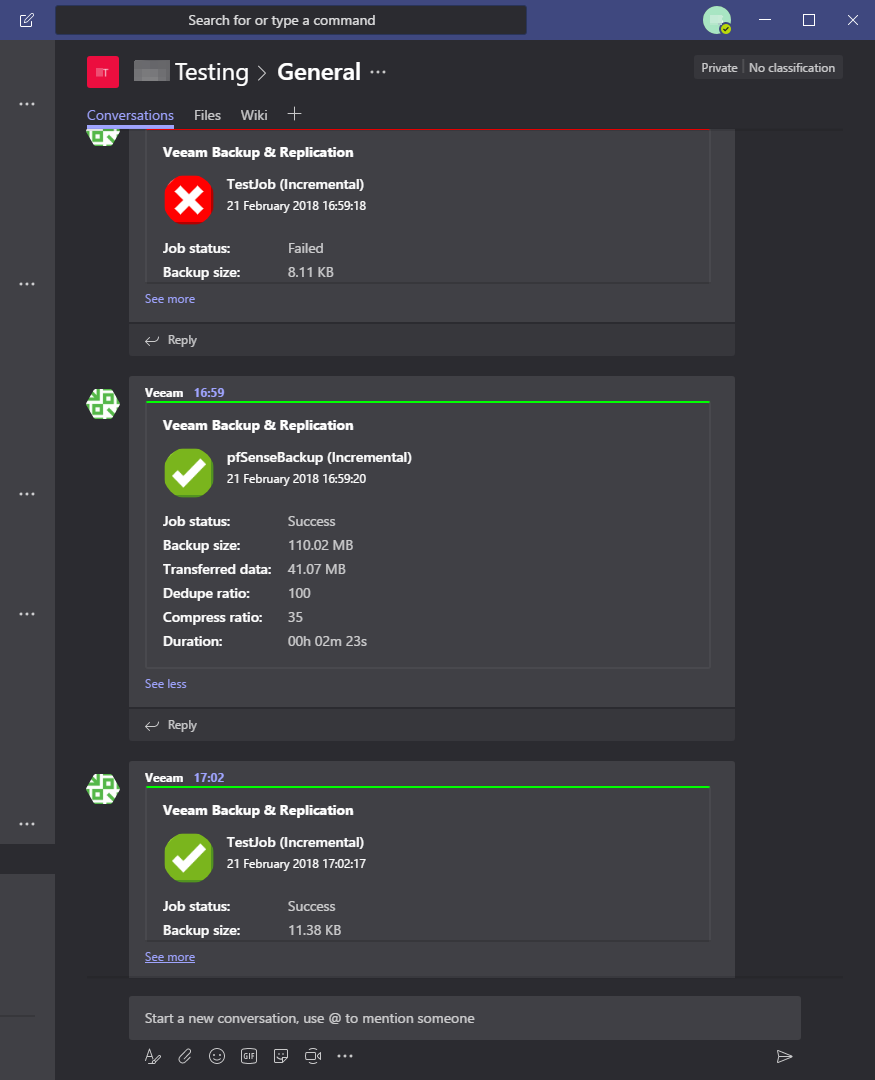 Search for or type a command
T
Testing > General ...
Private | No classification
Conversations Files Wiki +
Veeam Backup & Replication
TestJob (Incremental)
21 February 2018 16:59:18
Job status: Failed
Backup size: 8.11 KB
See more
Reply
Veeam 16:59
Veeam Backup & Replication
pfSenseBackup (Incremental)
21 February 2018 16:59:20
Job status: Success
Backup size: 110.02 MB
Transferred data: 41.07 MB
Dedupe ratio: 100
Compress ratio: 35
Duration: 00h 02m 23s
See less
Reply
Veeam 17:02
Veeam Backup & Replication
TestJob (Incremental)
21 February 2018 17:02:17
Job status: Success
Backup size: 11.38 KB
See more
Start a new conversation, use @ to mention someone
GIF